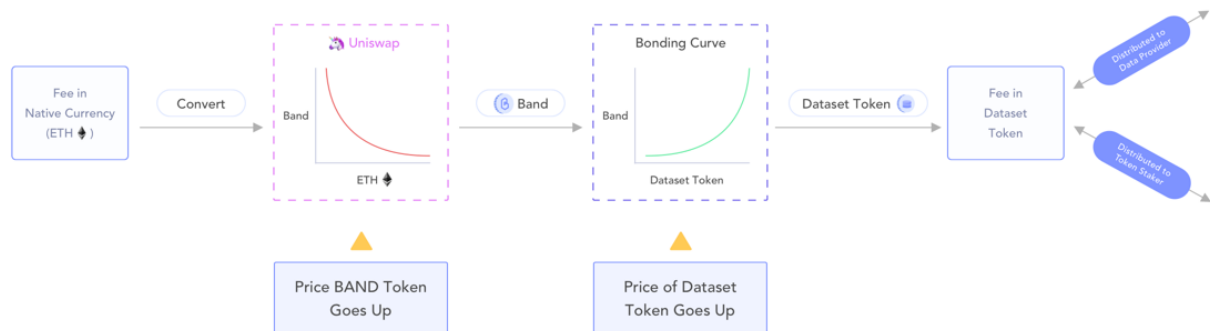 Fee in
Native Currency
(ETH)
Convert
Uniswap
Band
ETH
Price BAND Token
Goes Up
Band
Bonding Curve
Band
Dataset Token
Price of Dataset
Token Goes Up
Dataset Token
Fee in
Dataset
Token
Distributed to
Data Provider
Distributed to
Token Staker